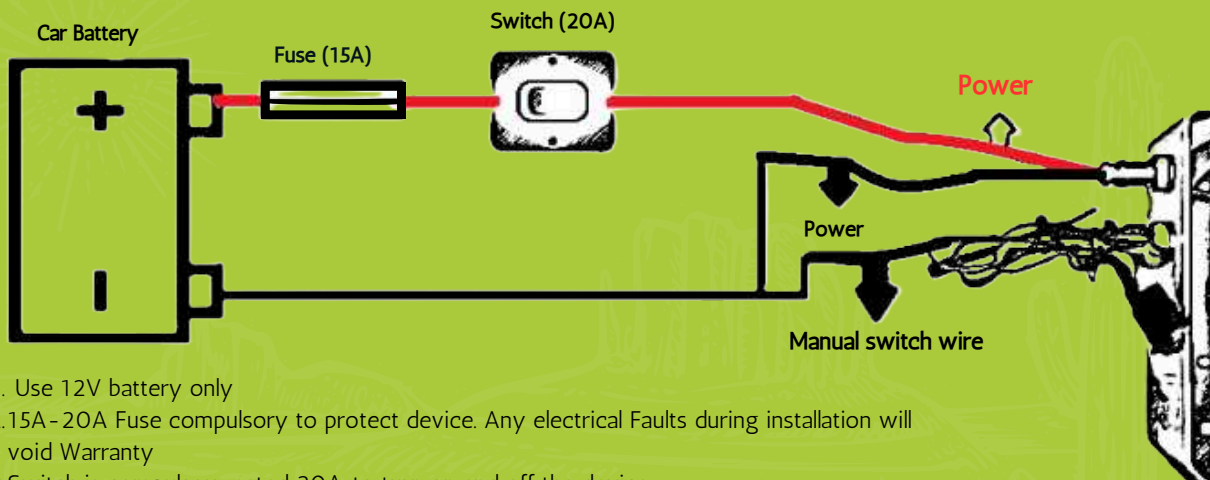 Switch (20A)
Car Battery
Fuse (15A)
Power
+
Power
Manual switch wire
. Use 12V battery only
.15A-20A Fuse compulsory to protect device. Any electrical Faults during installation will
void Warranty